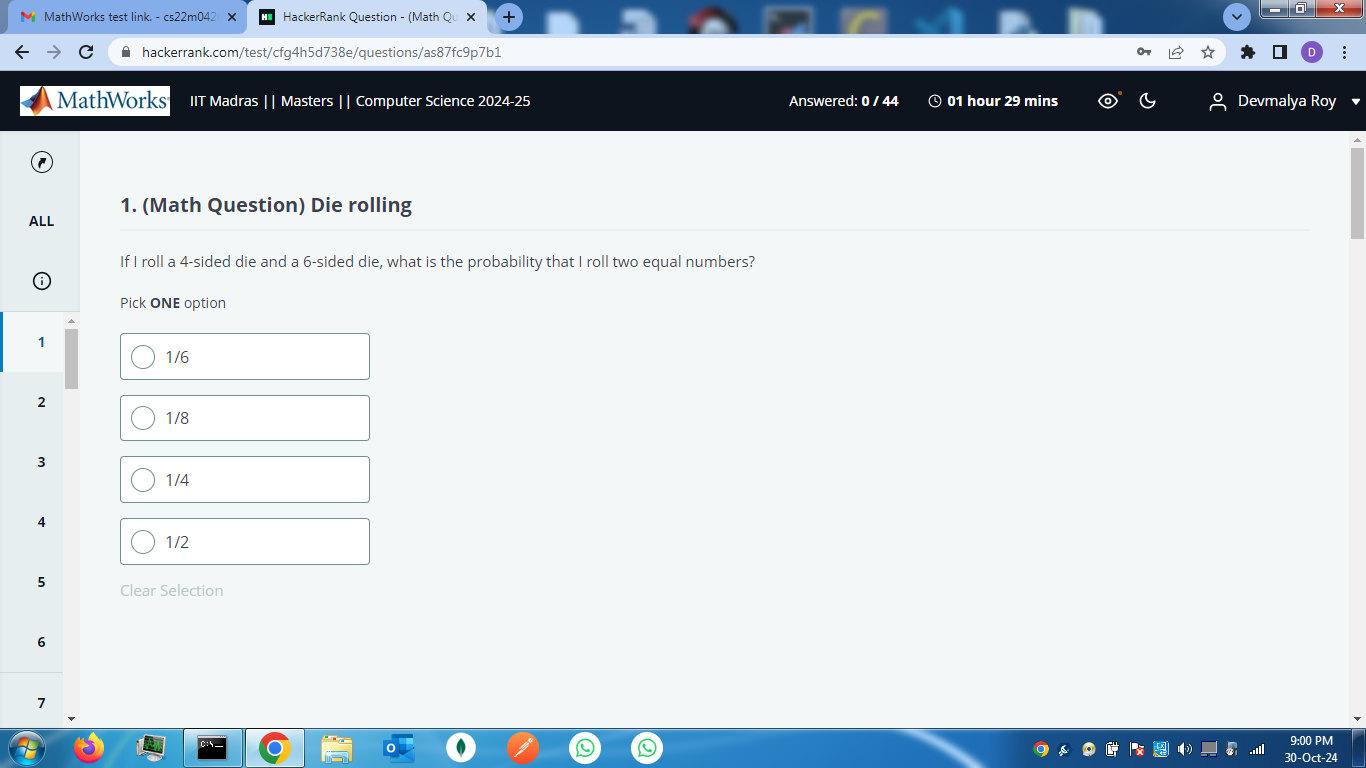 MathWorks test link. - cs22m042
HackerRank Question - (Math Qu
hackerrank.com/test/cfg4h5d738e/questions/as87fc9p7b1
D
MathWorks
IIT Madras || Masters || Computer Science 2024-25
Answered: 0 / 44
01 hour 29 mins
Devmalya Roy
ALL
1
2
3
4
5
6
7
1. (Math Question) Die rolling
If I roll a 4-sided die and a 6-sided die, what is the probability that I roll two equal numbers?
Pick ONE option
1/6
1/8
1/4
1/2
Clear Selection
9:00 PM
30-Oct-24